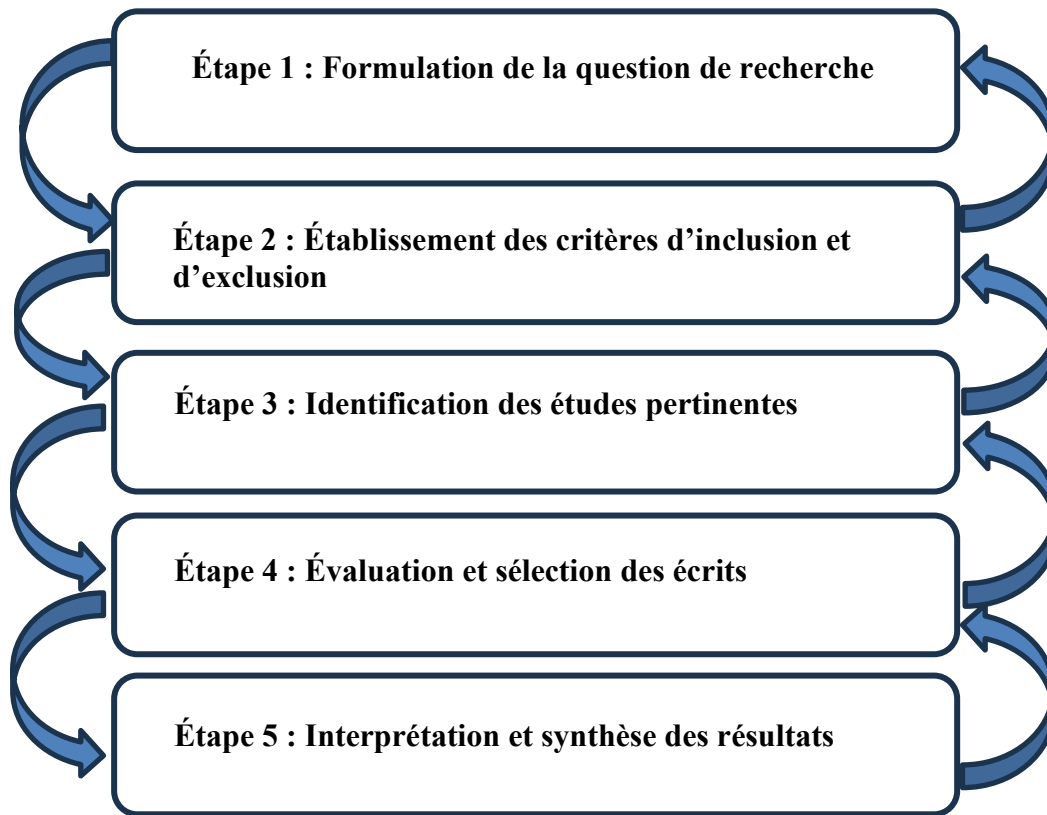 Étape 1 : Formulation de la question de recherche
Étape 2 : Établissement des critères d’inclusion et
d’exclusion
Étape 3 : Identification des études pertinentes
Étape 4 : Évaluation et sélection des écrits
Étape 5 : Interprétation et synthèse des résultats